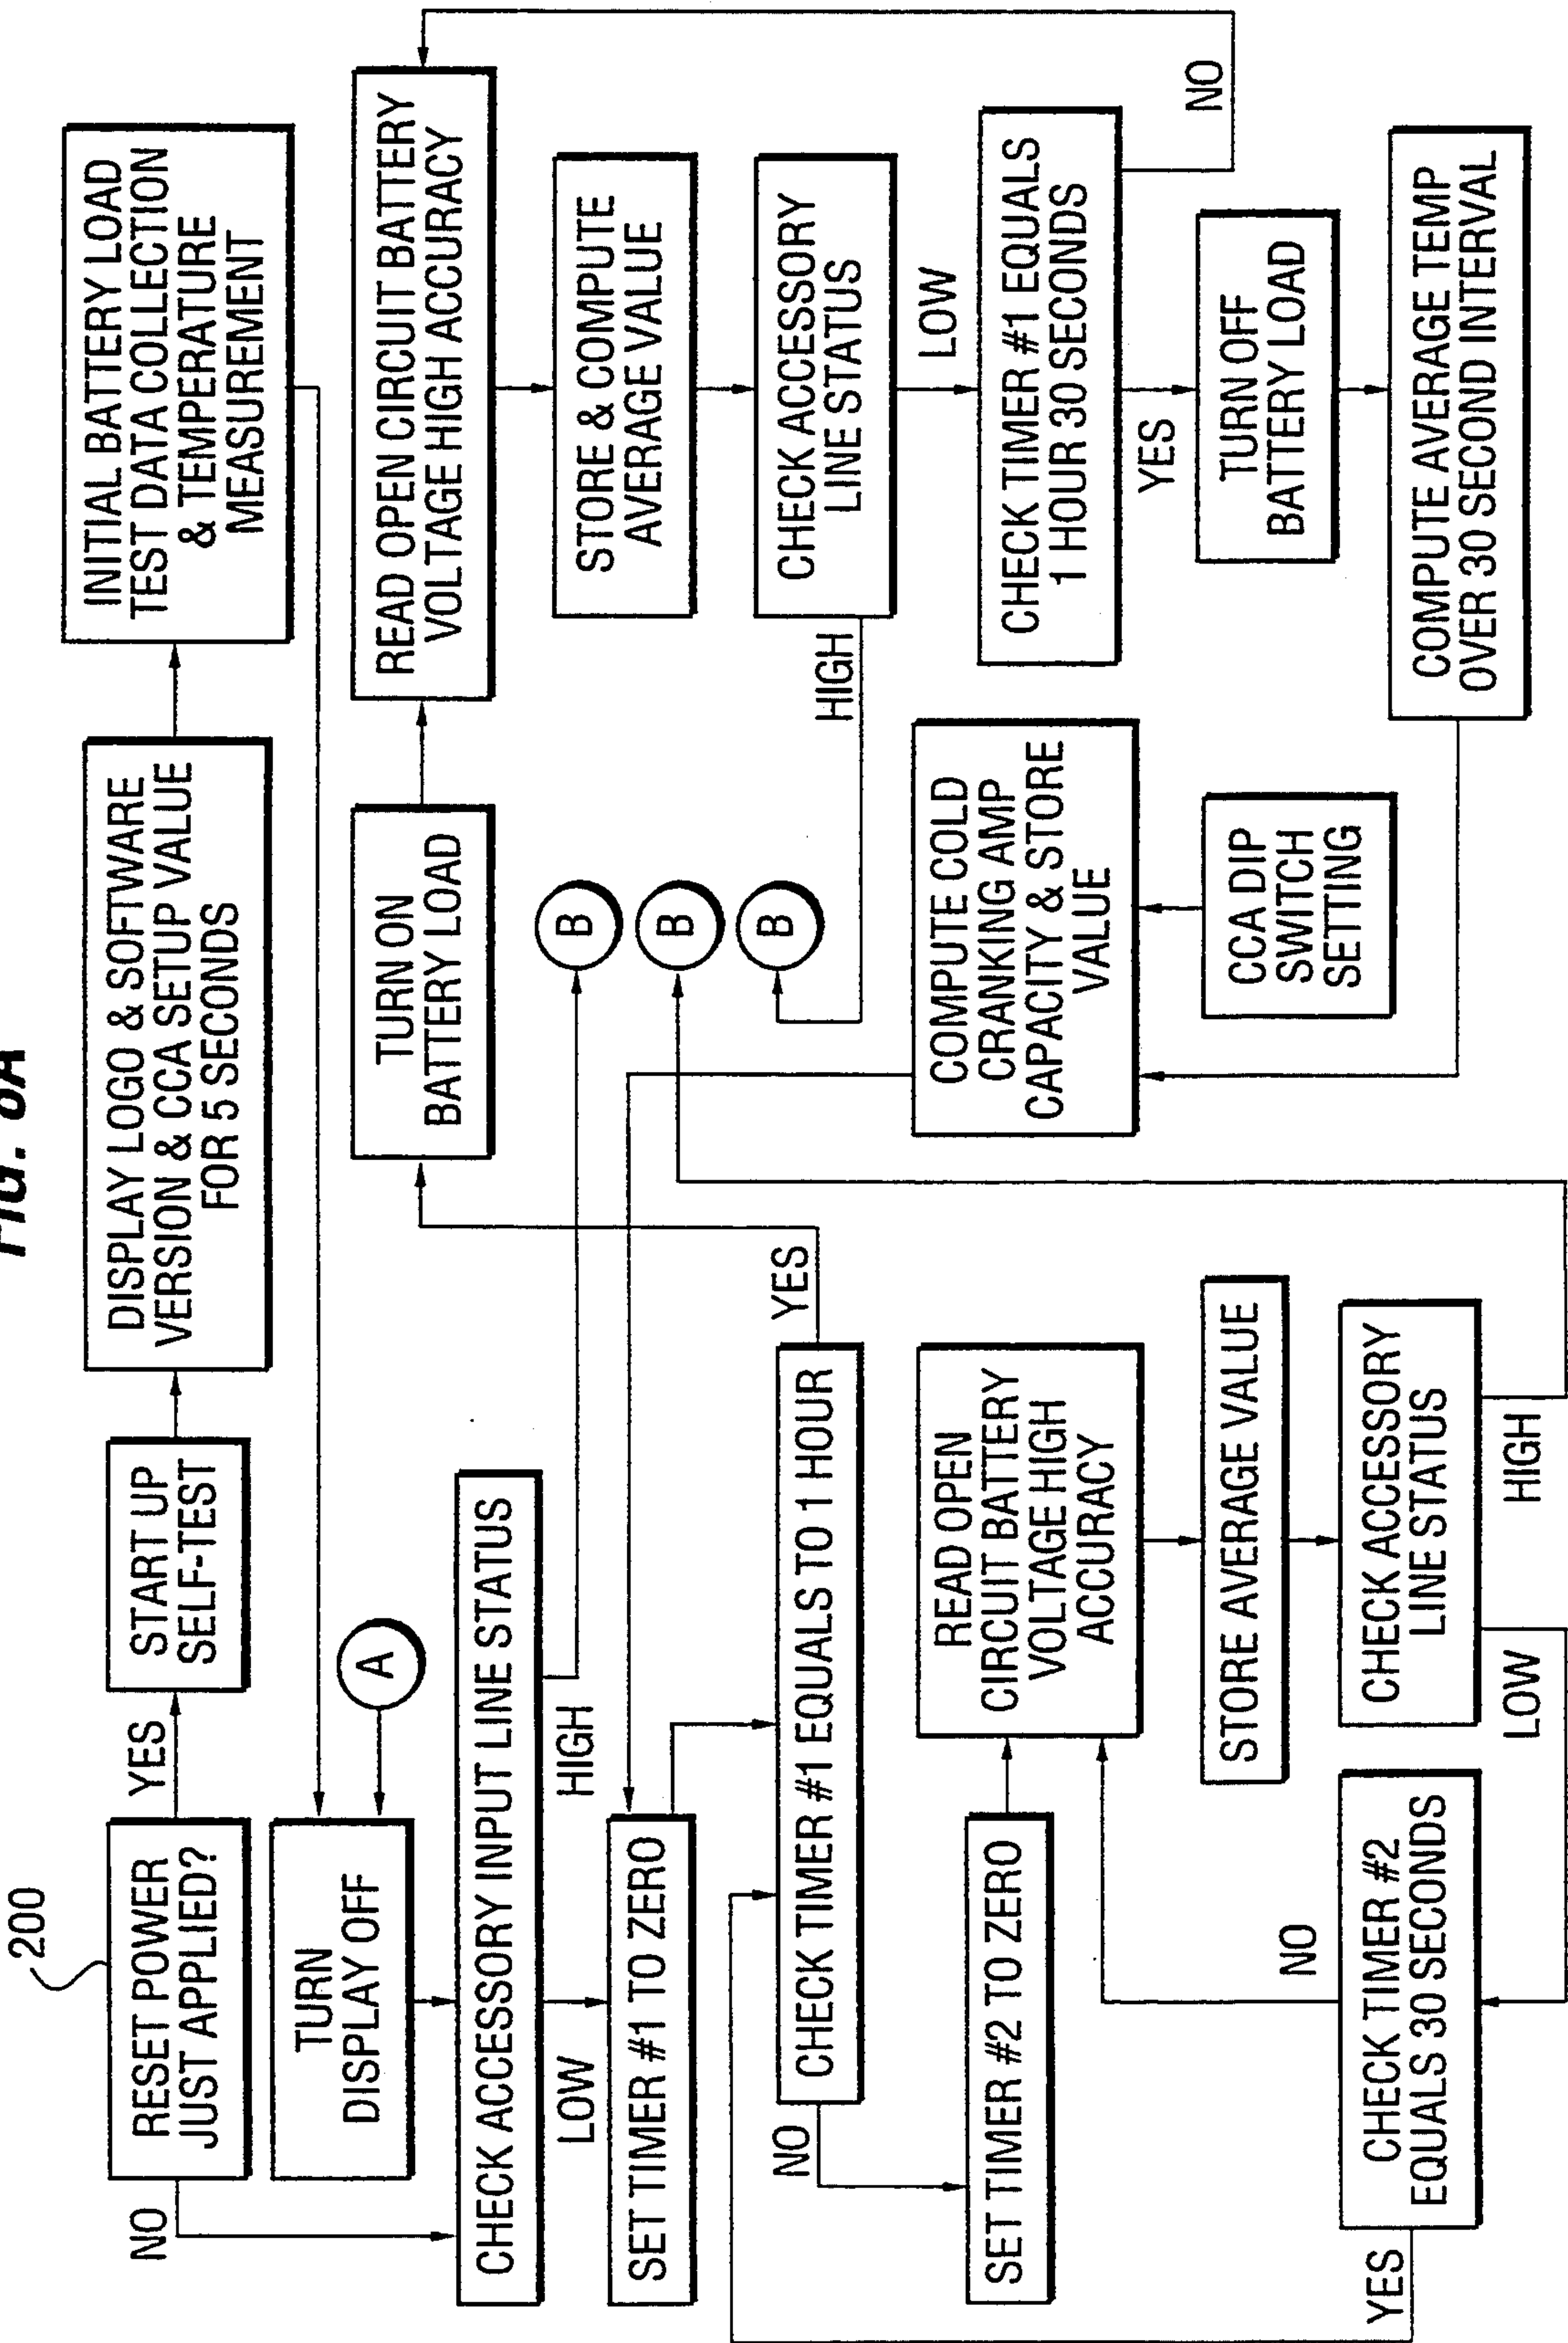 FIG. 8A
200
RESET POWER
JUST APPLIED?
YES
NO
START UP
SELF-TEST
DISPLAY LOGO & SOFTWARE
VERSION & CCA SETUP VALUE
FOR 5 SECONDS
INITIAL BATTERY LOAD
TEST DATA COLLECTION
& TEMPERATURE
MEASUREMENT
TURN
DISPLAY OFF
A
CHECK ACCESSORY INPUT LINE STATUS
LOW
HIGH
B
SET TIMER #1 TO ZERO
CHECK TIMER #1 EQUALS TO 1 HOUR
NO
YES
SET TIMER #2 TO ZERO
READ OPEN
CIRCUIT BATTERY
VOLTAGE HIGH
ACCURACY
STORE AVERAGE VALUE
CHECK ACCESSORY
LINE STATUS
LOW
HIGH
B
CHECK TIMER #2
EQUALS 30 SECONDS
NO
YES
TURN ON
BATTERY LOAD
READ OPEN CIRCUIT BATTERY
VOLTAGE HIGH ACCURACY
STORE & COMPUTE
AVERAGE VALUE
CHECK ACCESSORY
LINE STATUS
HIGH
B
LOW
CHECK TIMER #1 EQUALS
1 HOUR 30 SECONDS
NO
YES
TURN OFF
BATTERY LOAD
COMPUTE AVERAGE TEMP
OVER 30 SECOND INTERVAL
COMPUTE COLD
CRANKING AMP
CAPACITY & STORE
VALUE
CCA DIP
SWITCH
SETTING